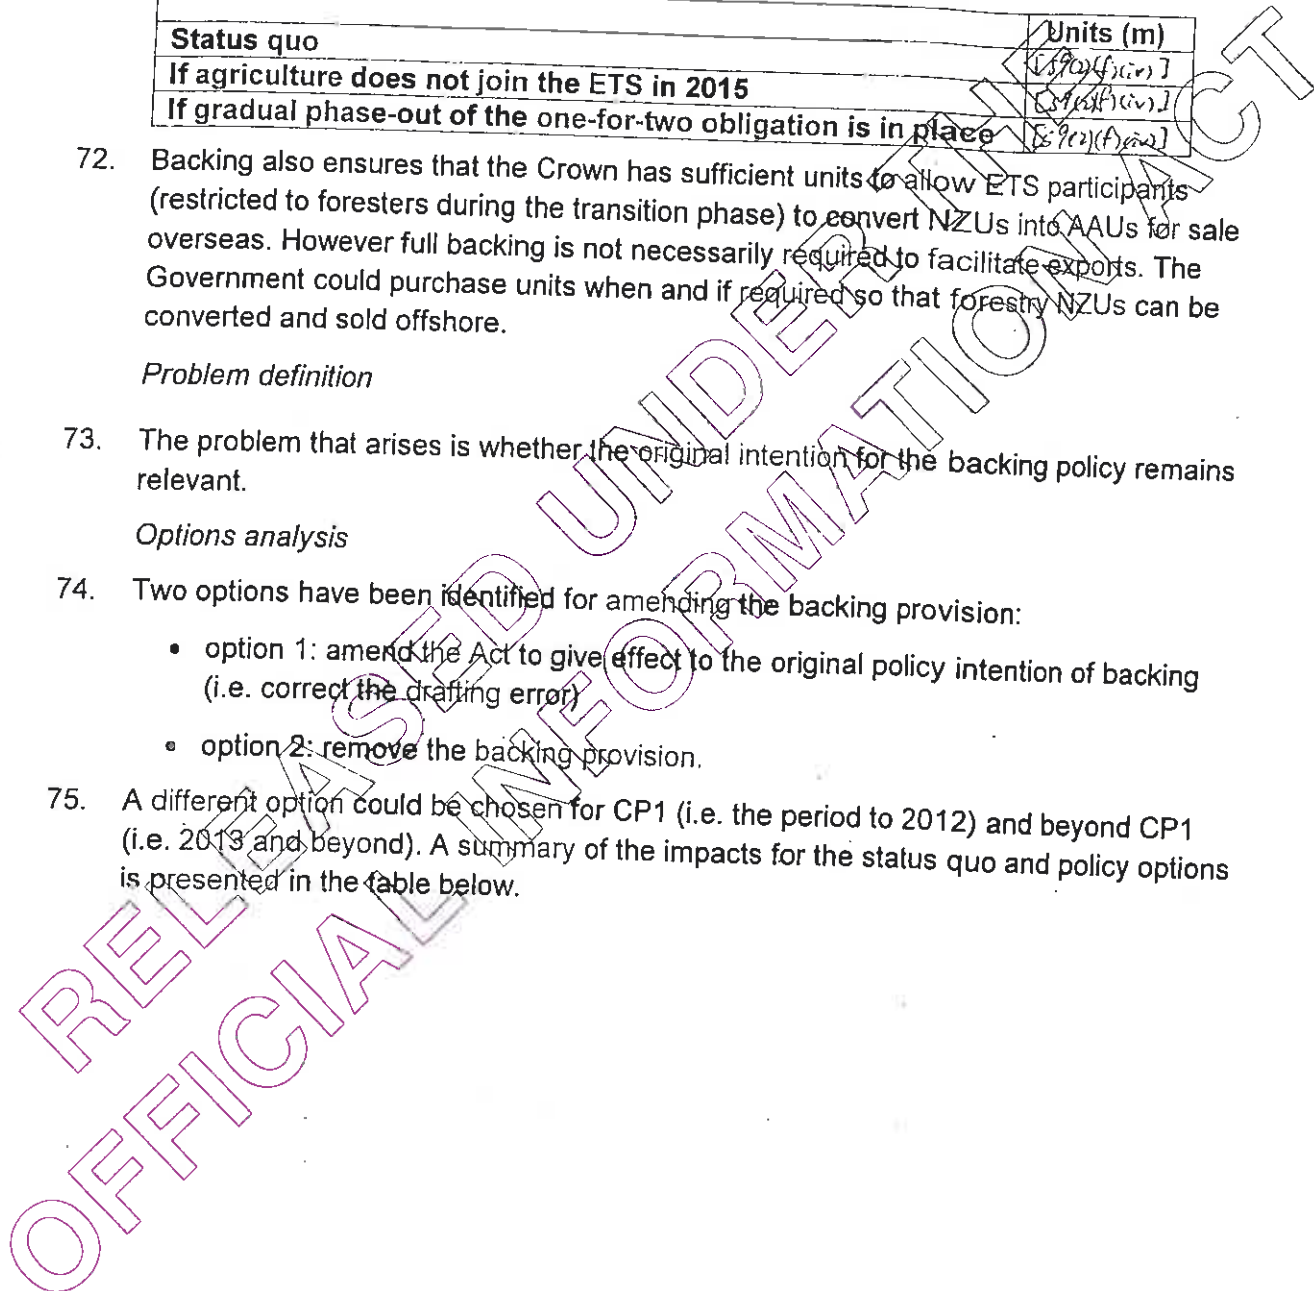 Units (m)
Status quo [s9(2)(f)(iv)]
If agriculture does not join the ETS in 2015 [s9(2)(f)(iv)]
If gradual phase-out of the one-for-two obligation is in place [s9(2)(f)(iv)]
72. Backing also ensures that the Crown has sufficient units to allow ETS participants
(restricted to foresters during the transition phase) to convert NZUs into AAUs for sale
overseas. However full backing is not necessarily required to facilitate exports. The
Government could purchase units when and if required so that forestry NZUs can be
converted and sold offshore.
Problem definition
73. The problem that arises is whether the original intention for the backing policy remains
relevant.
Options analysis
74. Two options have been identified for amending the backing provision:
• option 1: amend the Act to give effect to the original policy intention of backing
(i.e. correct the drafting error)
• option 2: remove the backing provision.
75. A different option could be chosen for CP1 (i.e. the period to 2012) and beyond CP1
(i.e. 2013 and beyond). A summary of the impacts for the status quo and policy options
is presented in the table below.
RELEASED UNDER THE
OFFICIAL INFORMATION ACT